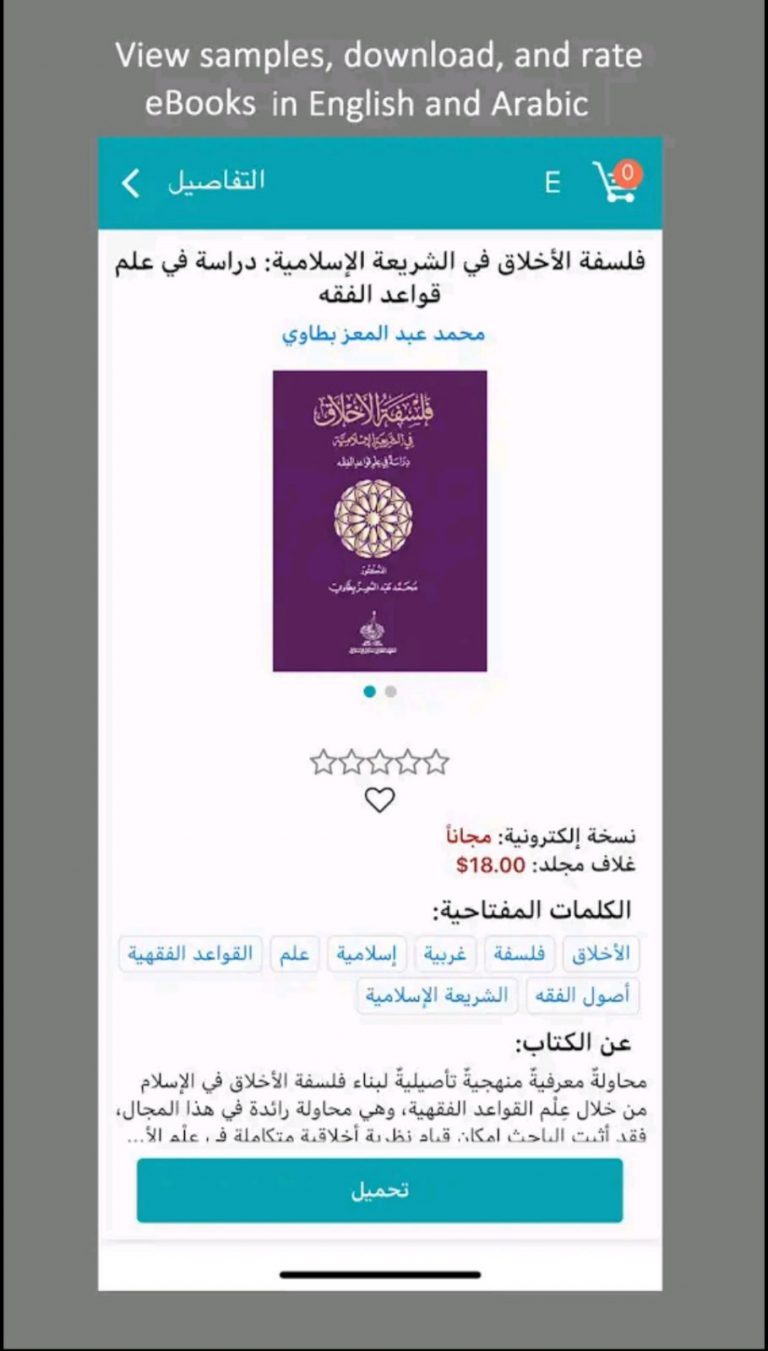 View samples, download, and rate
eBooks in English and Arabic
التفاصيل
E
0
فلسفة الأخلاق في الشريعة الإسلامية: دراسة في علم
قواعد الفقه
محمد عبد المعز بطاوي
فَلْسَفَةُ الأَخْلَاق
في الشريعة الإسلامية
دراسة في علم قواعد الفقه
الدكتور
محمد عبد المعز بطاوي
نسخة إلكترونية: مجاناً
غلاف مجلد: $18.00
الكلمات المفتاحية:
الأخلاق فلسفة غربية إسلامية علم القواعد الفقهية
أصول الفقه الشريعة الإسلامية
عن الكتاب:
محاولةٌ معرفيةٌ منهجيةٌ تأصيليةٌ لبناء فلسفة الأخلاق في الإسلام
من خلال عِلْم القواعد الفقهية، وهي محاولة رائدة في هذا المجال،
فقد أثبت الباحث إمكان قيام نظرية أخلاقية متكاملة في علْم الأ...
تحميل